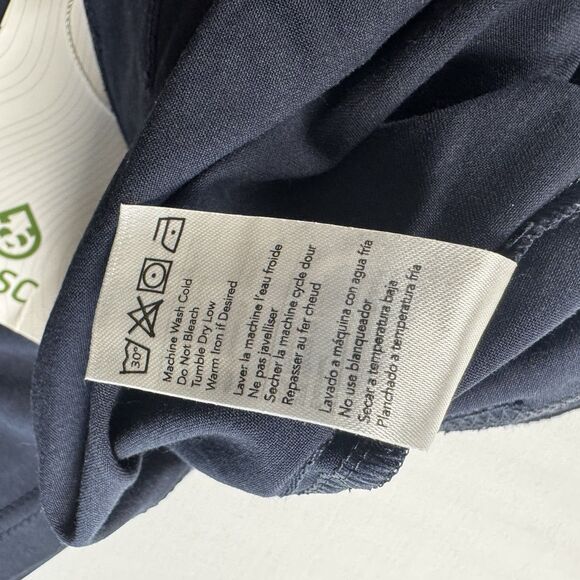 SC
30°
Machine Wash Cold
Do Not Bleach
Tumble Dry Low
Warm Iron if Desired
Laver la machine l'eau froide
Ne pas javelliser
Secher la machine cycle dour
Repasser au fer cheud
Lavado a máquina con agua fría
No use blanqueador
Secar a temperatura baja
Planchado a temperatura fría